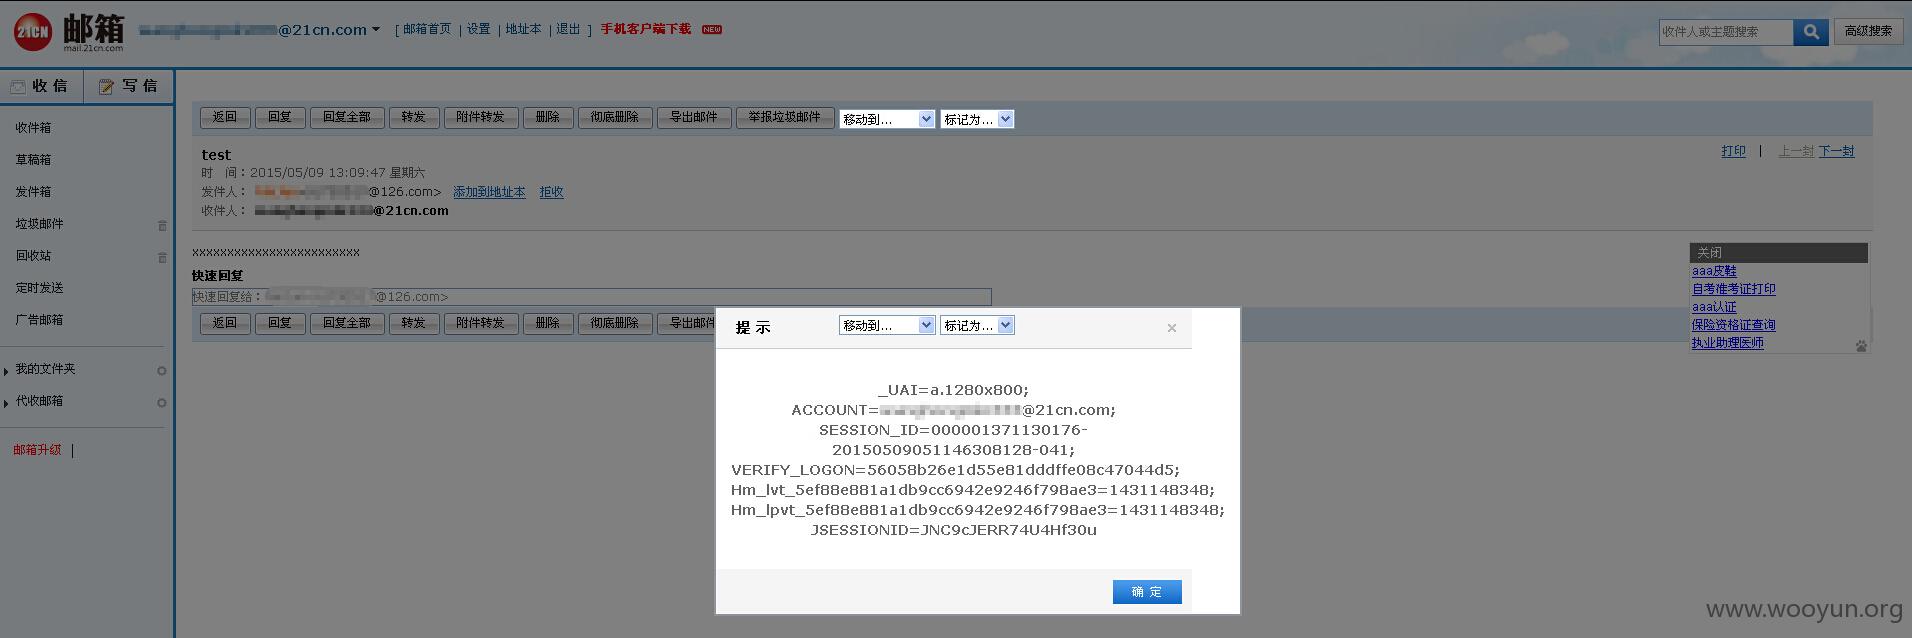 21CN 邮箱
mail.21cn.com
@21cn.com [ 邮箱首页 | 设置 | 地址本 | 退出 ] 手机客户端下载 NEW
收件人或主题搜索 高级搜索
收 信 写 信
收件箱
草稿箱
发件箱
垃圾邮件
回收站
定时发送
广告邮箱
我的文件夹
代收邮箱
邮箱升级 |
返回 回复 回复全部 转发 附件转发 删除 彻底删除 导出邮件 举报垃圾邮件 移动到... 标记为...
test
打印 | 上一封 下一封
时 间：2015/05/09 13:09:47 星期六
发件人： @126.com> 添加到地址本 拒收
收件人： @21cn.com
xxxxxxxxxxxxxxxxxxxxxxxx
快速回复
快速回复给： @126.com>
返回 回复 回复全部 转发 附件转发 删除 彻底删除 导出邮件
关闭
aaa皮鞋
自考准考证打印
aaa认证
保险资格证查询
执业助理医师
提 示 移动到... 标记为... ×
_UAI=a.1280x800;
ACCOUNT= @21cn.com;
SESSION_ID=000001371130176-
20150509051146308128-041;
VERIFY_LOGON=56058b26e1d55e81dddffe08c47044d5;
Hm_lvt_5ef88e881a1db9cc6942e9246f798ae3=1431148348;
Hm_lpvt_5ef88e881a1db9cc6942e9246f798ae3=1431148348;
JSESSIONID=JNC9cJERR74U4Hf30u
确 定
www.wooyun.org